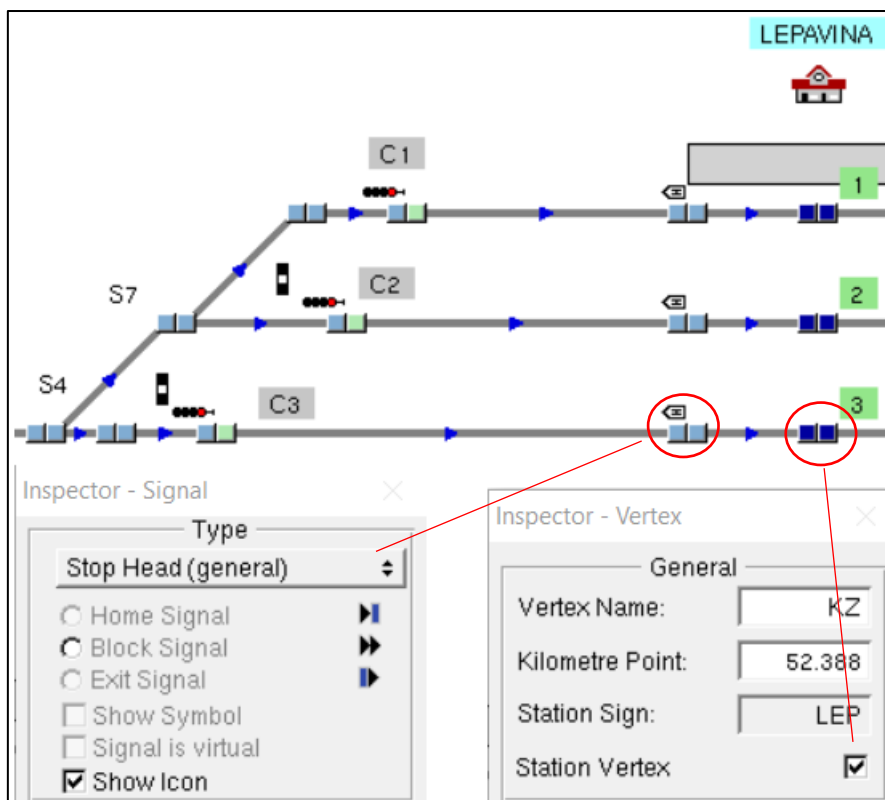 LEPAVINA
C1
1
S7
C2
2
S4
C3
3
Inspector - Signal
Type
Stop Head (general)
Home Signal
Block Signal
Exit Signal
Show Symbol
Signal is virtual
Show Icon
Inspector - Vertex
General
Vertex Name: KZ
Kilometre Point: 52.388
Station Sign: LEP
Station Vertex